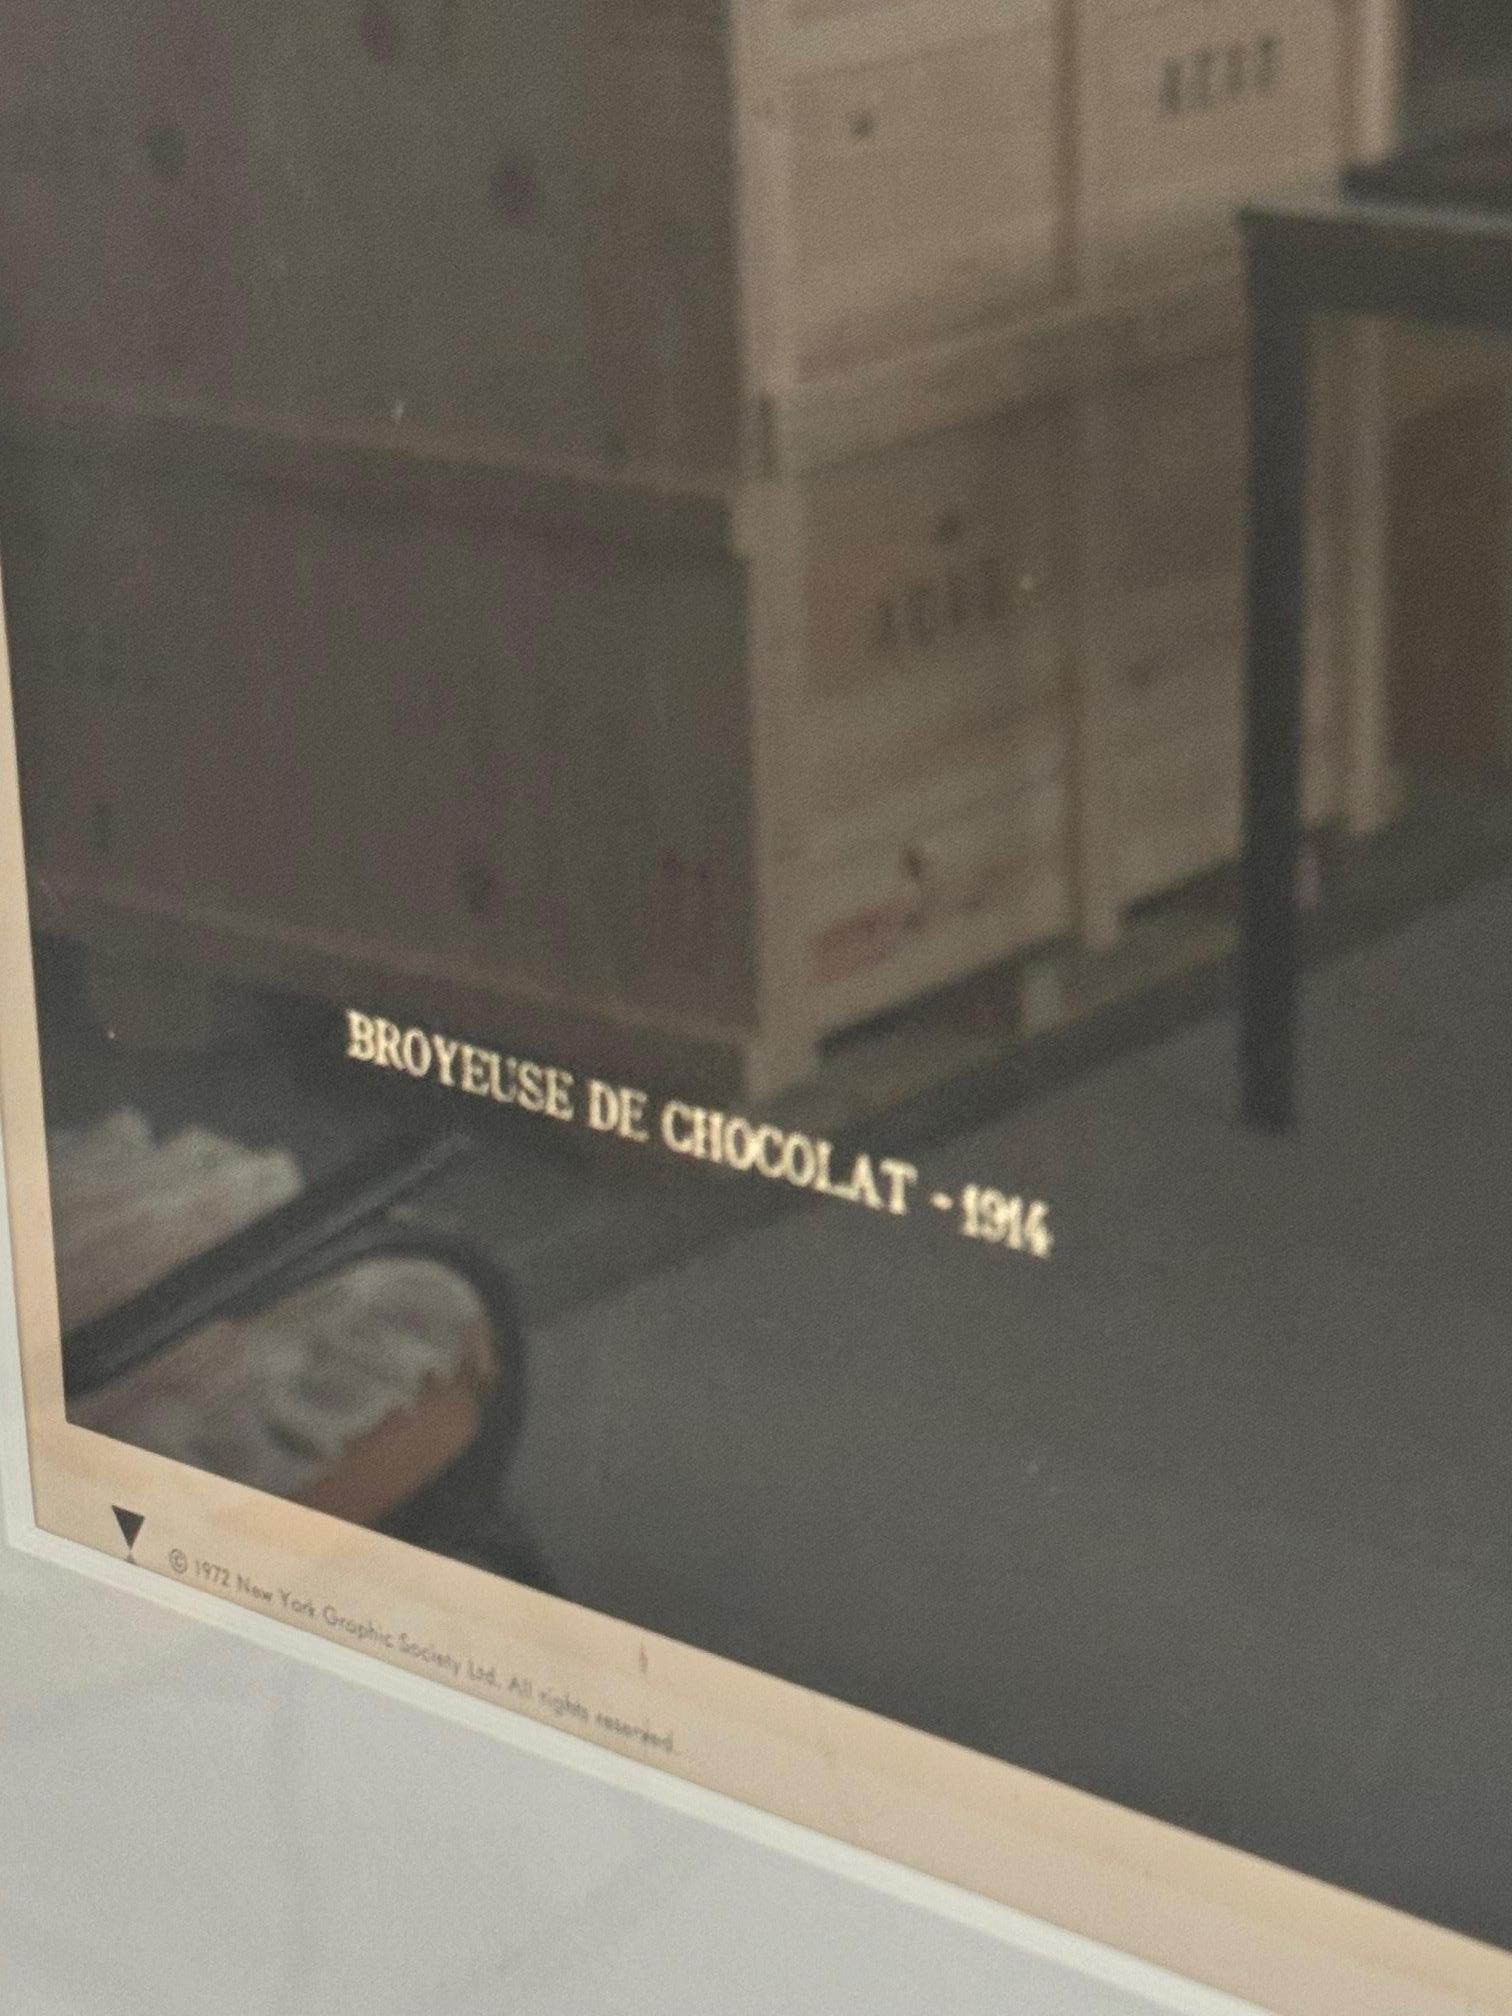 BROYEUSE DE CHOCOLAT - 1914
© 1972 New York Graphic Society Ltd. All rights reserved.